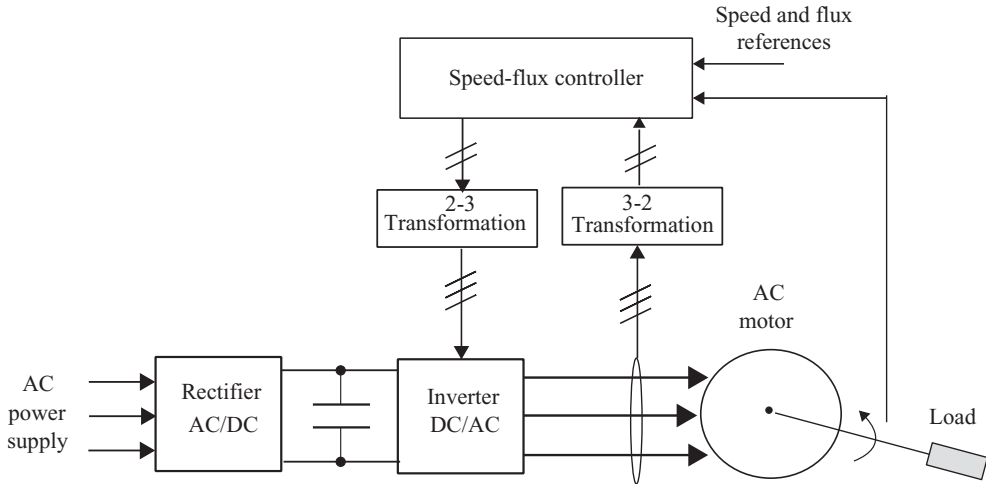 Speed and flux
references
Speed-flux controller
2-3
Transformation
3-2
Transformation
AC
motor
AC
power
supply
Rectifier
AC/DC
Inverter
DC/AC
Load